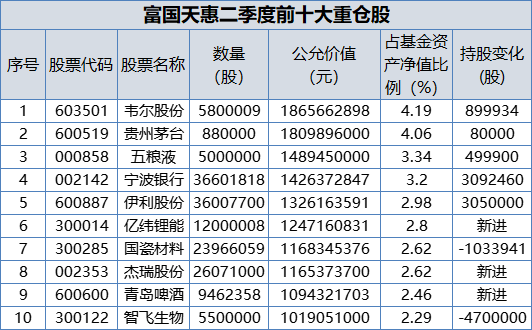 富国天惠二季度前十大重仓股
序号 股票代码 股票名称 数量（股） 公允价值（元） 占基金资产净值比例（%） 持股变化（股）
1 603501 韦尔股份 5800009 1865662898 4.19 899934
2 600519 贵州茅台 880000 1809896000 4.06 80000
3 000858 五粮液 5000000 1489450000 3.34 499900
4 002142 宁波银行 36601818 1426372847 3.2 3092460
5 600887 伊利股份 36007700 1326163591 2.98 3050000
6 300014 亿纬锂能 12000008 1247160831 2.8 新进
7 300285 国瓷材料 23966059 1168345376 2.62 -1033941
8 002353 杰瑞股份 26071000 1165373700 2.62 新进
9 600600 青岛啤酒 9462358 1094321703 2.46 新进
10 300122 智飞生物 5500000 1019051000 2.29 -4700000